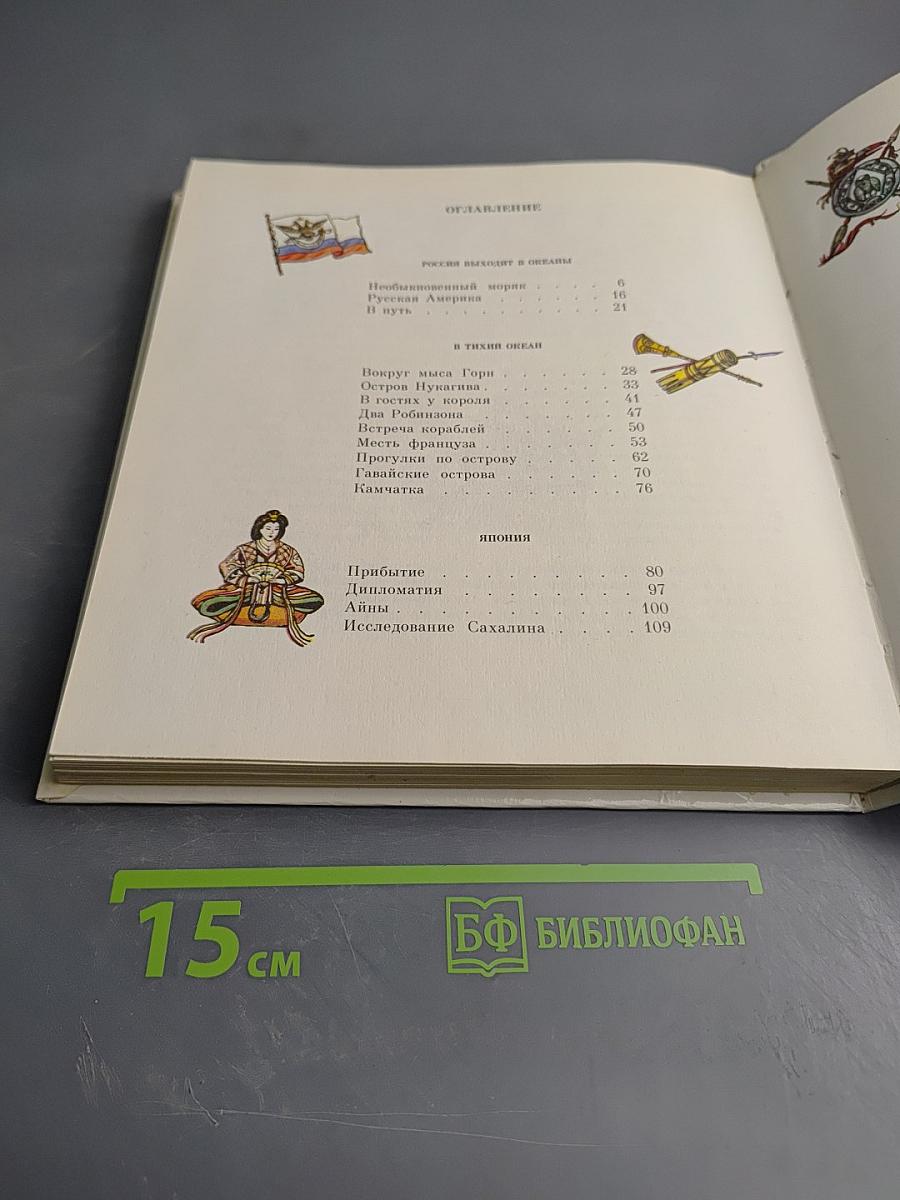 ОГЛАВЛЕНИЕ
РОССИЯ ВЫХОДИТ В ОКЕАНЫ
Необыкновенный моряк . . . . 6
Русская Америка . . . . . . 16
В путь . . . . . . . . . . 21
В ТИХИЙ ОКЕАН
Вокруг мыса Горн . . . . . . 28
Остров Нукагива . . . . . . . 33
В гостях у короля . . . . . . 41
Два Робинзона . . . . . . . 47
Встреча кораблей . . . . . . 50
Месть француза . . . . . . . 53
Прогулки по острову . . . . . 62
Гавайские острова . . . . . . 70
Камчатка . . . . . . . . . 76
ЯПОНИЯ
Прибытие . . . . . . . . . 80
Дипломатия . . . . . . . . 97
Айны . . . . . . . . . . . 100
Исследование Сахалина . . . . 109
15 см
БФ БИБЛИОФАН